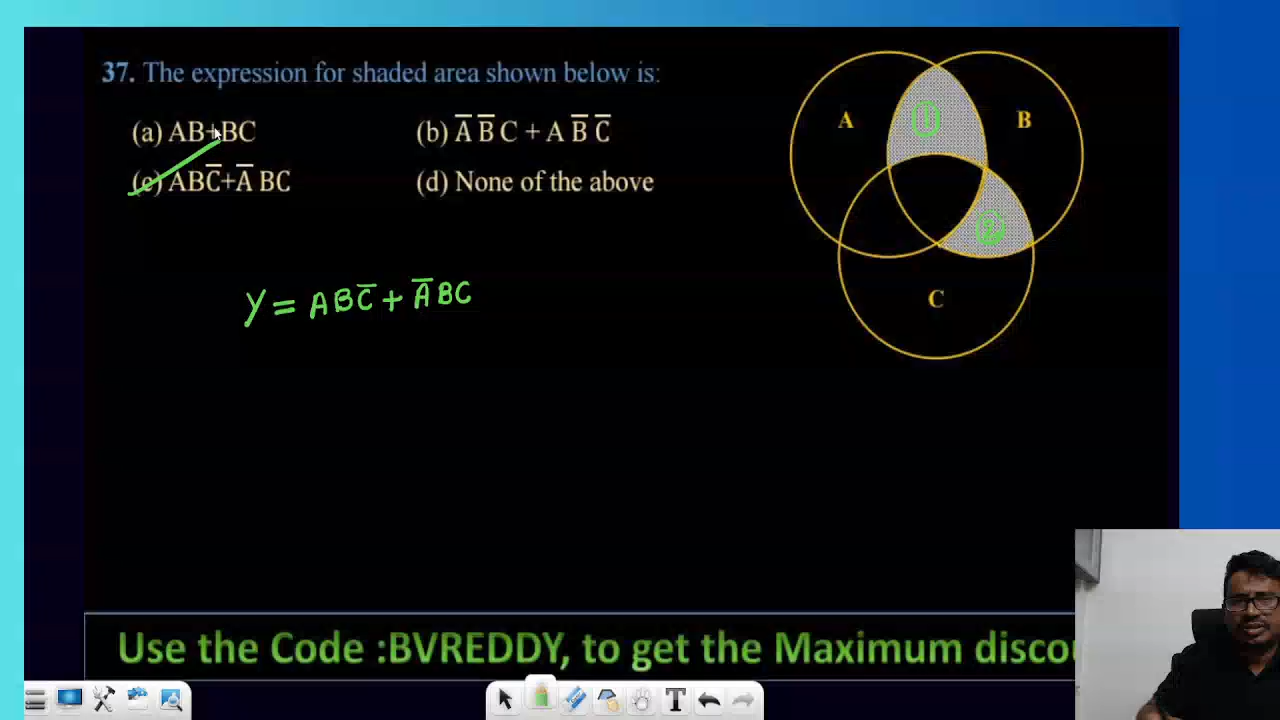 37. The expression for shaded area shown below is:
(a) AB+BC
(b) A̅ B̅ C + A B̅ C̅
(c) ABC̅+A̅ BC
(d) None of the above
Y = ABC̅ + A̅BC
A
B
C
①
②
Use the Code :BVREDDY, to get the Maximum discou
T